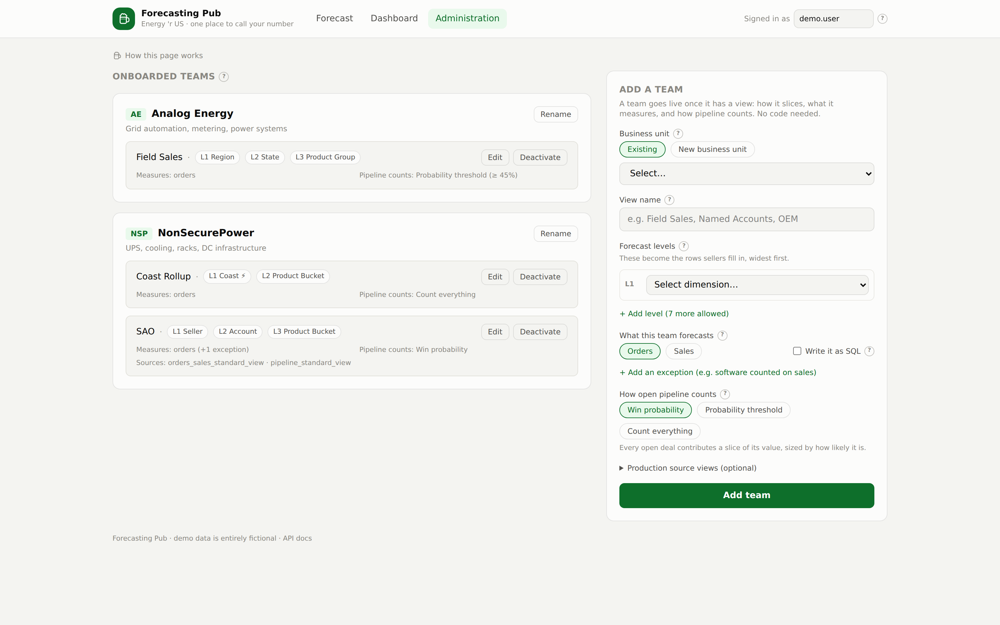 Forecasting Pub
Energy 'r US · one place to call your number
Forecast
Dashboard
Administration
Signed in as
demo.user
?
How this page works
ONBOARDED TEAMS ?
AE Analog Energy
Rename
Grid automation, metering, power systems
Field Sales · L1 Region L2 State L3 Product Group
Edit
Deactivate
Measures: orders
Pipeline counts: Probability threshold (≥ 45%)
NSP NonSecurePower
Rename
UPS, cooling, racks, DC infrastructure
Coast Rollup · L1 Coast ⚡ L2 Product Bucket
Edit
Deactivate
Measures: orders
Pipeline counts: Count everything
SAO · L1 Seller L2 Account L3 Product Bucket
Edit
Deactivate
Measures: orders (+1 exception)
Pipeline counts: Win probability
Sources: orders_sales_standard_view · pipeline_standard_view
ADD A TEAM
A team goes live once it has a view: how it slices, what it
measures, and how pipeline counts. No code needed.
Business unit ?
Existing
New business unit
Select...
View name ?
e.g. Field Sales, Named Accounts, OEM
Forecast levels ?
These become the rows sellers fill in, widest first.
L1
Select dimension...
+ Add level (7 more allowed)
What this team forecasts ?
Orders
Sales
Write it as SQL ?
+ Add an exception (e.g. software counted on sales)
How open pipeline counts ?
Win probability
Probability threshold
Count everything
Every open deal contributes a slice of its value, sized by how likely it is.
▶ Production source views (optional)
Add team
Forecasting Pub · demo data is entirely fictional · API docs